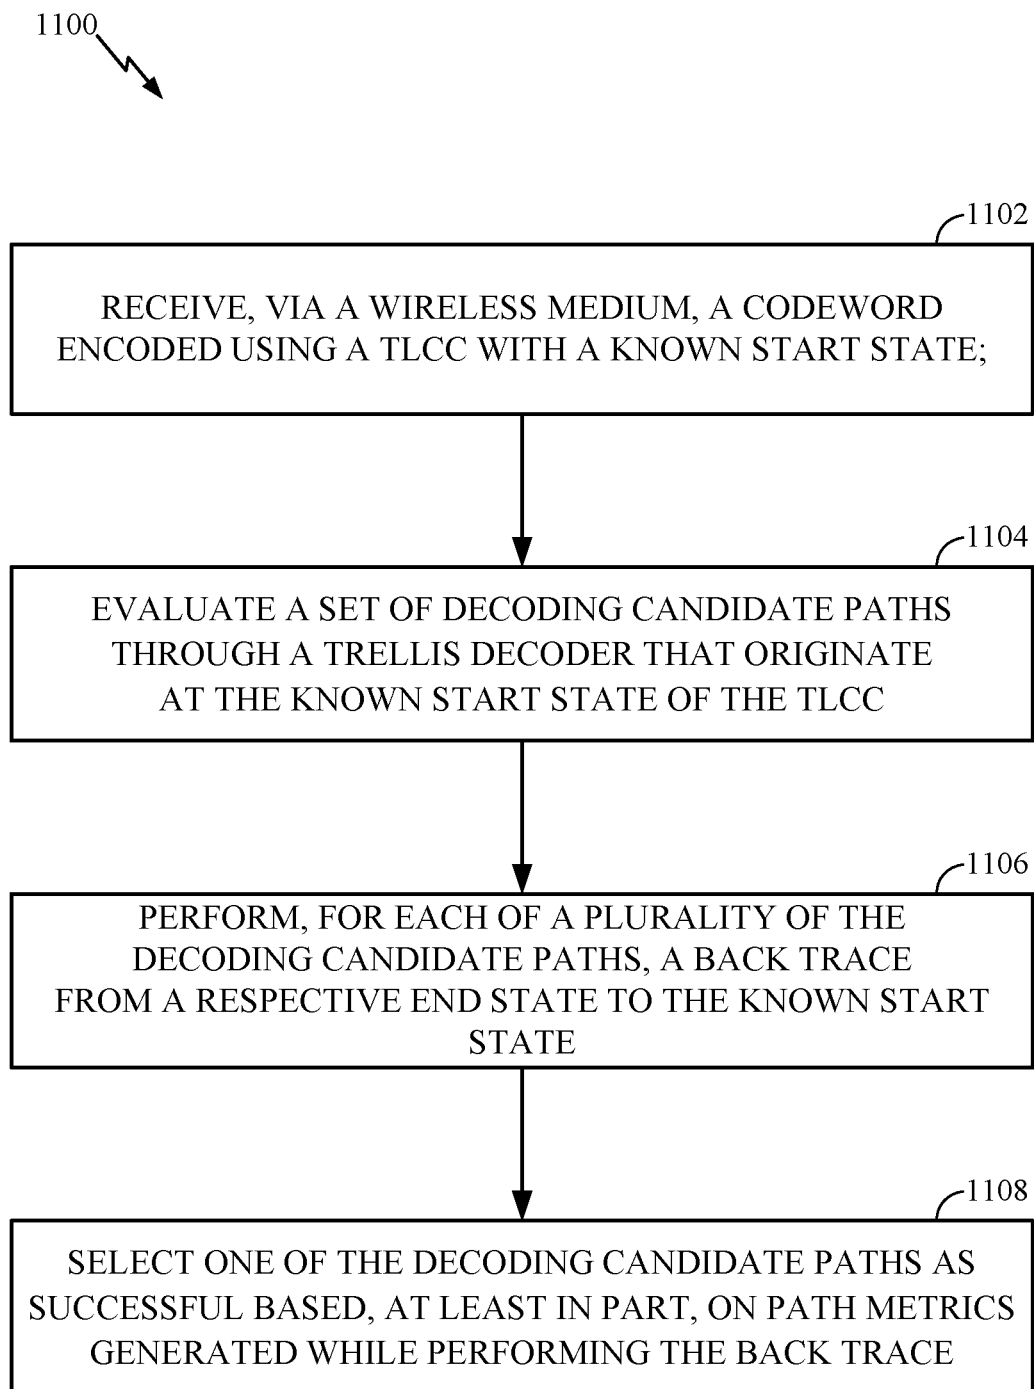 1100
1102
RECEIVE, VIA A WIRELESS MEDIUM, A CODEWORD
ENCODED USING A TLCC WITH A KNOWN START STATE;
1104
EVALUATE A SET OF DECODING CANDIDATE PATHS
THROUGH A TRELLIS DECODER THAT ORIGINATE
AT THE KNOWN START STATE OF THE TLCC
1106
PERFORM, FOR EACH OF A PLURALITY OF THE
DECODING CANDIDATE PATHS, A BACK TRACE
FROM A RESPECTIVE END STATE TO THE KNOWN START
STATE
1108
SELECT ONE OF THE DECODING CANDIDATE PATHS AS
SUCCESSFUL BASED, AT LEAST IN PART, ON PATH METRICS
GENERATED WHILE PERFORMING THE BACK TRACE